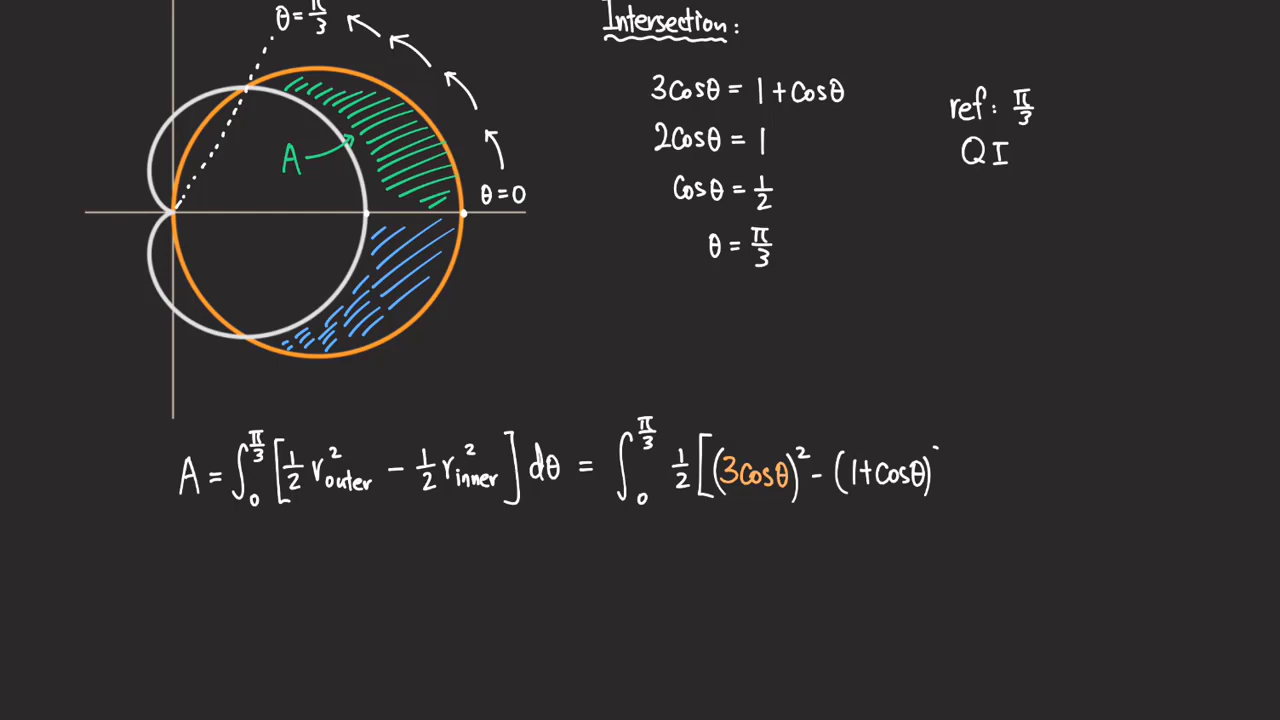 θ = π/3
Intersection:
3cosθ = 1 + cosθ
2cosθ = 1
cosθ = 1/2
θ = π/3
ref: π/3
QI
A
θ = 0
A = ∫₀^(π/3) [1/2 r²outer − 1/2 r²inner] dθ = ∫₀^(π/3) 1/2 [(3cosθ)² − (1+cosθ)